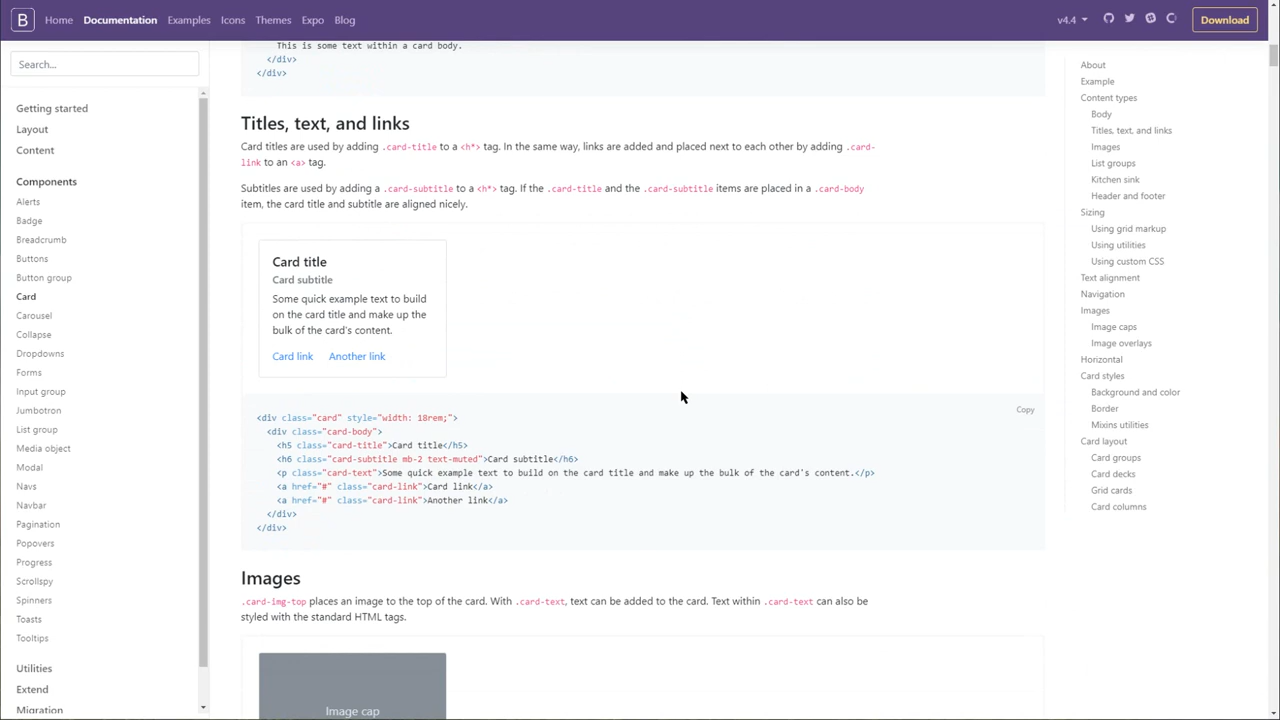 B Home Documentation Examples Icons Themes Expo Blog v4.4 Download
Search...
Getting started
Layout
Content
Components
Alerts
Badge
Breadcrumb
Buttons
Button group
Card
Carousel
Collapse
Dropdowns
Forms
Input group
Jumbotron
List group
Media object
Modal
Navs
Navbar
Pagination
Popovers
Progress
Scrollspy
Spinners
Toasts
Tooltips
Utilities
Extend
Migration
This is some text within a card body.
</div>
</div>
Titles, text, and links
Card titles are used by adding .card-title to a <h*> tag. In the same way, links are added and placed next to each other by adding .card-
link to an <a> tag.
Subtitles are used by adding a .card-subtitle to a <h*> tag. If the .card-title and the .card-subtitle items are placed in a .card-body
item, the card title and subtitle are aligned nicely.
Card title
Card subtitle
Some quick example text to build
on the card title and make up the
bulk of the card's content.
Card link Another link
Copy
<div class="card" style="width: 18rem;">
<div class="card-body">
<h5 class="card-title">Card title</h5>
<h6 class="card-subtitle mb-2 text-muted">Card subtitle</h6>
<p class="card-text">Some quick example text to build on the card title and make up the bulk of the card's content.</p>
<a href="#" class="card-link">Card link</a>
<a href="#" class="card-link">Another link</a>
</div>
</div>
Images
.card-img-top places an image to the top of the card. With .card-text, text can be added to the card. Text within .card-text can also be
styled with the standard HTML tags.
Image cap
About
Example
Content types
Body
Titles, text, and links
Images
List groups
Kitchen sink
Header and footer
Sizing
Using grid markup
Using utilities
Using custom CSS
Text alignment
Navigation
Images
Image caps
Image overlays
Horizontal
Card styles
Background and color
Border
Mixins utilities
Card layout
Card groups
Card decks
Grid cards
Card columns